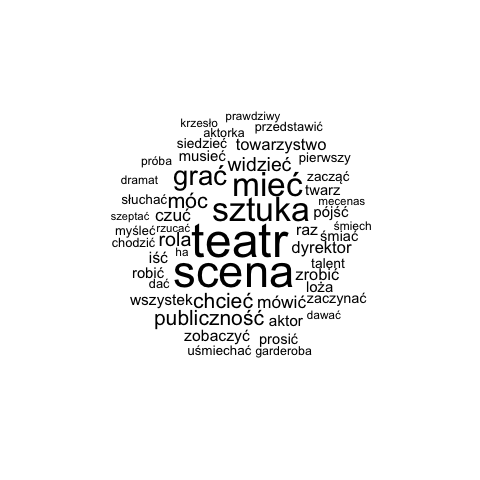 prawdziwy
krzesło
przedstawić
aktorka
siedzieć towarzystwo
musieć widzieć pierwszy
próba
grać mieć zacząć
dramat
twarz
słuchać móc sztuka mecenas
szeptać czuć pójść
rzucać teatr raz śmiech
myśleć rola śmiać
chodzić ha dyrektor
iść scena talent
robić zrobić
dać loża
wszystek chcieć mówić zaczynać
publiczność aktor dawać
zobaczyć prosić
uśmiechać garderoba